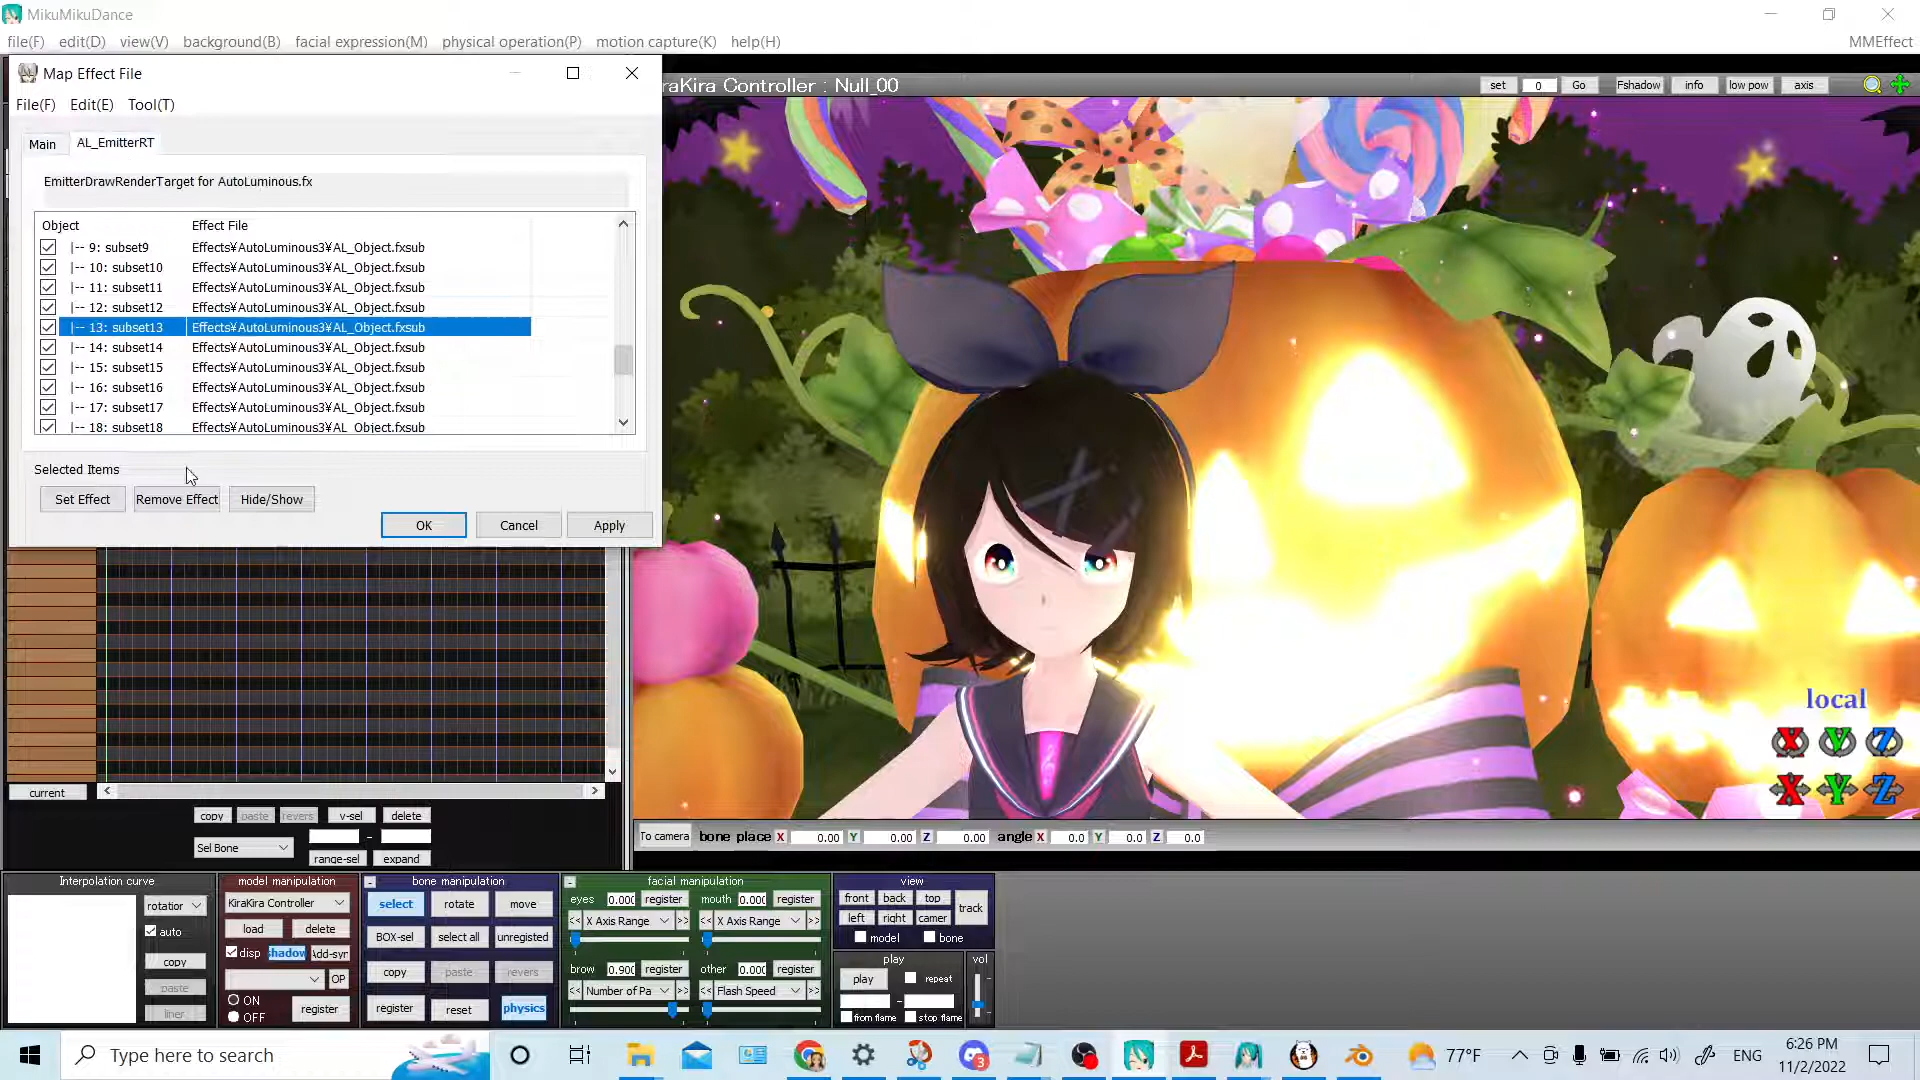 MikuMikuDance
file(F) edit(D) view(V) background(B) facial expression(M) physical operation(P) motion capture(K) help(H) MMEffect
Map Effect File
raKira Controller : Null_00 set 0 Go Fshadow info low pow axis
File(F) Edit(E) Tool(T)
Main AL_EmitterRT
EmitterDrawRenderTarget for AutoLuminous.fx
Object Effect File
|-- 9: subset9 Effects¥AutoLuminous3¥AL_Object.fxsub
|-- 10: subset10 Effects¥AutoLuminous3¥AL_Object.fxsub
|-- 11: subset11 Effects¥AutoLuminous3¥AL_Object.fxsub
|-- 12: subset12 Effects¥AutoLuminous3¥AL_Object.fxsub
|-- 13: subset13 Effects¥AutoLuminous3¥AL_Object.fxsub
|-- 14: subset14 Effects¥AutoLuminous3¥AL_Object.fxsub
|-- 15: subset15 Effects¥AutoLuminous3¥AL_Object.fxsub
|-- 16: subset16 Effects¥AutoLuminous3¥AL_Object.fxsub
|-- 17: subset17 Effects¥AutoLuminous3¥AL_Object.fxsub
|-- 18: subset18 Effects¥AutoLuminous3¥AL_Object.fxsub
Selected Items
Set Effect Remove Effect Hide/Show
OK Cancel Apply
local
X Y Z
X Y Z
current
copy paste revers v-sel delete
Sel Bone -
range-sel expand
To camera bone place X 0.00 Y 0.00 Z 0.00 angle X 0.0 Y 0.0 Z 0.0
Interpolation curve
rotatior
auto
copy
paste
liner
model manipulation
KiraKira Controller
load delete
disp shadow Add-syn
OP
ON
OFF
register
- bone manipulation
select rotate move
BOX-sel select all unregisted
copy paste revers
register reset physics
- facial manipulation
eyes 0.000 register mouth 0.000 register
<< X Axis Range >> << X Axis Range >>
brow 0.900 register other 0.000 register
<< Number of Pa >> << Flash Speed >>
view
front back top
left right camer
track
model bone
play
play repeat
-
from flame stop flame
vol
Type here to search
3
77°F
ENG
6:26 PM
11/2/2022